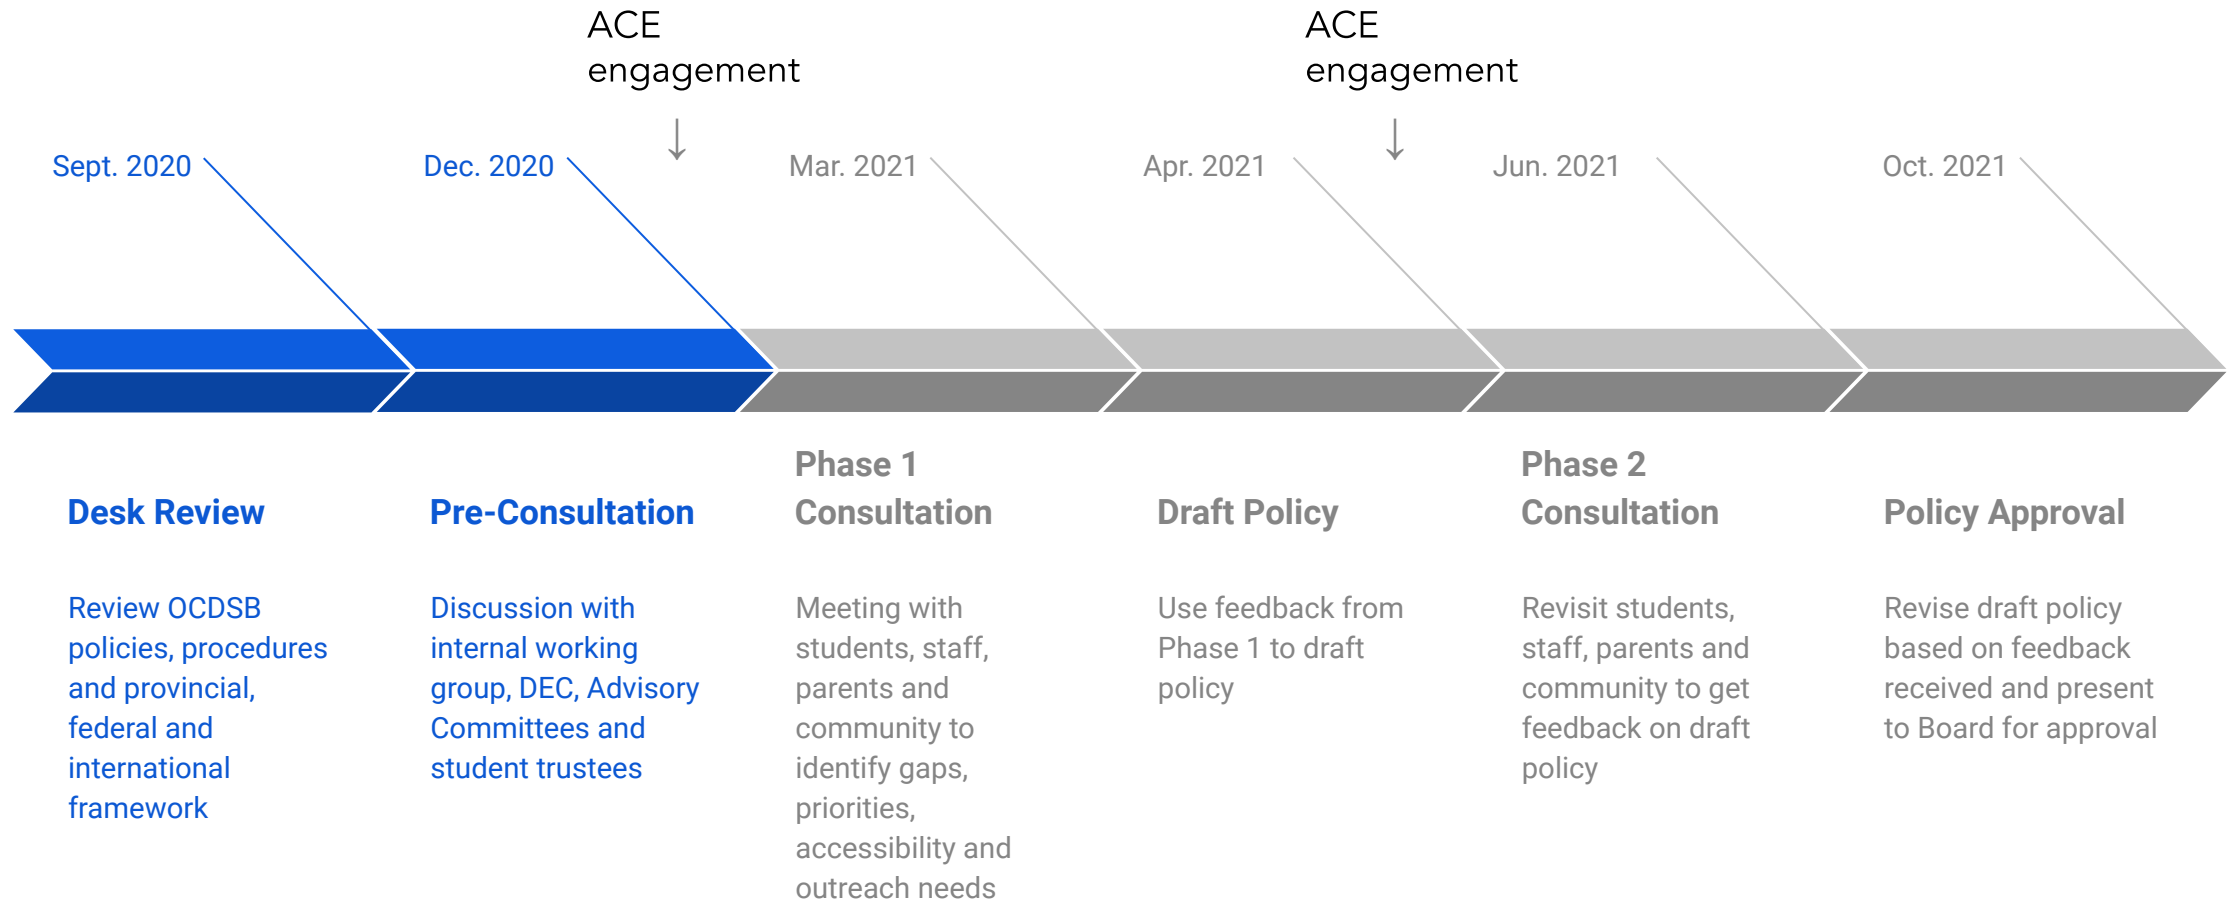 ACE
engagement
ACE
engagement
↓
↓
Sept. 2020
Dec. 2020
Mar. 2021
Apr. 2021
Jun. 2021
Oct. 2021
Desk Review
Review OCDSB
policies, procedures
and provincial,
federal and
international
framework
Pre-Consultation
Discussion with
internal working
group, DEC, Advisory
Committees and
student trustees
Phase 1
Consultation
Meeting with
students, staff,
parents and
community to
identify gaps,
priorities,
accessibility and
outreach needs
Draft Policy
Use feedback from
Phase 1 to draft
policy
Phase 2
Consultation
Revisit students,
staff, parents and
community to get
feedback on draft
policy
Policy Approval
Revise draft policy
based on feedback
received and present
to Board for approval